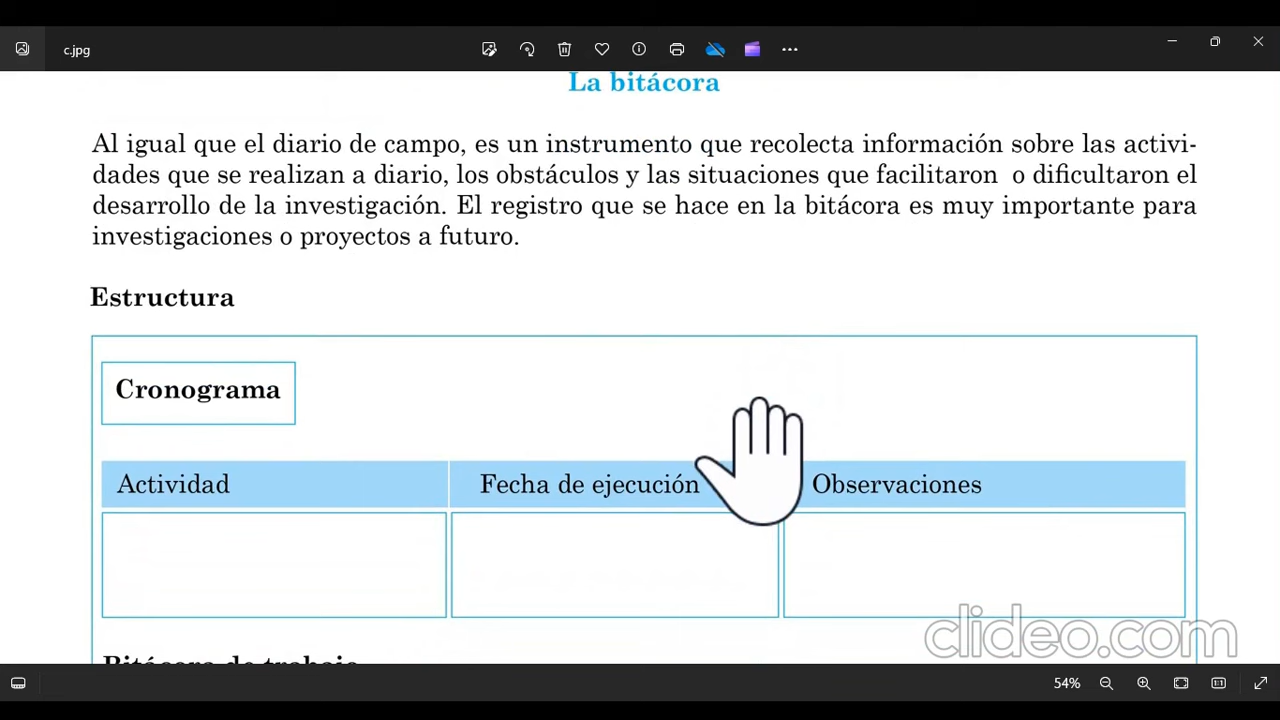 c.jpg
La bitácora
Al igual que el diario de campo, es un instrumento que recolecta información sobre las activi-
dades que se realizan a diario, los obstáculos y las situaciones que facilitaron o dificultaron el
desarrollo de la investigación. El registro que se hace en la bitácora es muy importante para
investigaciones o proyectos a futuro.
Estructura
Cronograma
Actividad Fecha de ejecución Observaciones
clideo.com
Bitácora de trabajo
54%